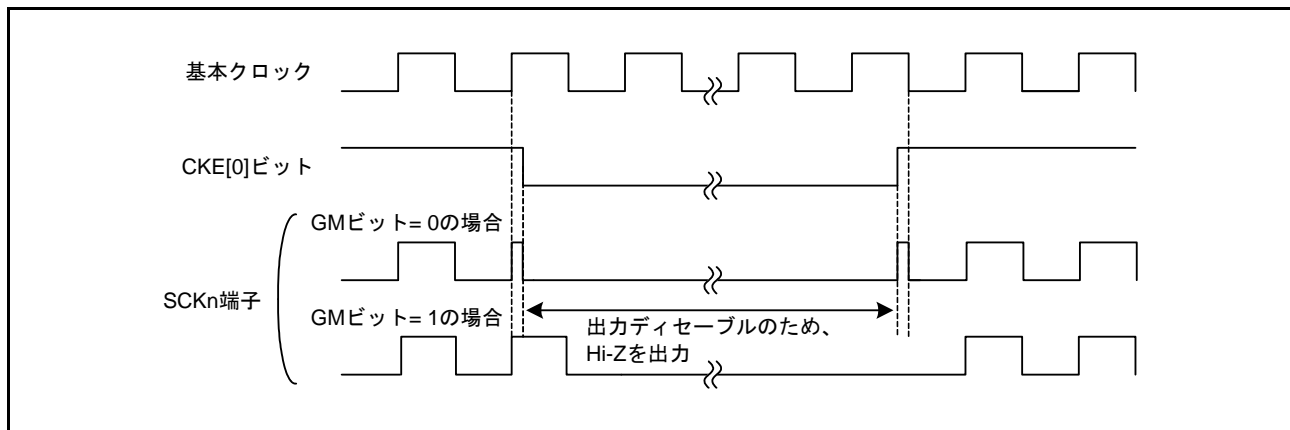 基本クロック
CKE[0]ビット
GMビット= 0の場合
SCKn端子
GMビット= 1の場合
出力ディセーブルのため、
Hi-Zを出力